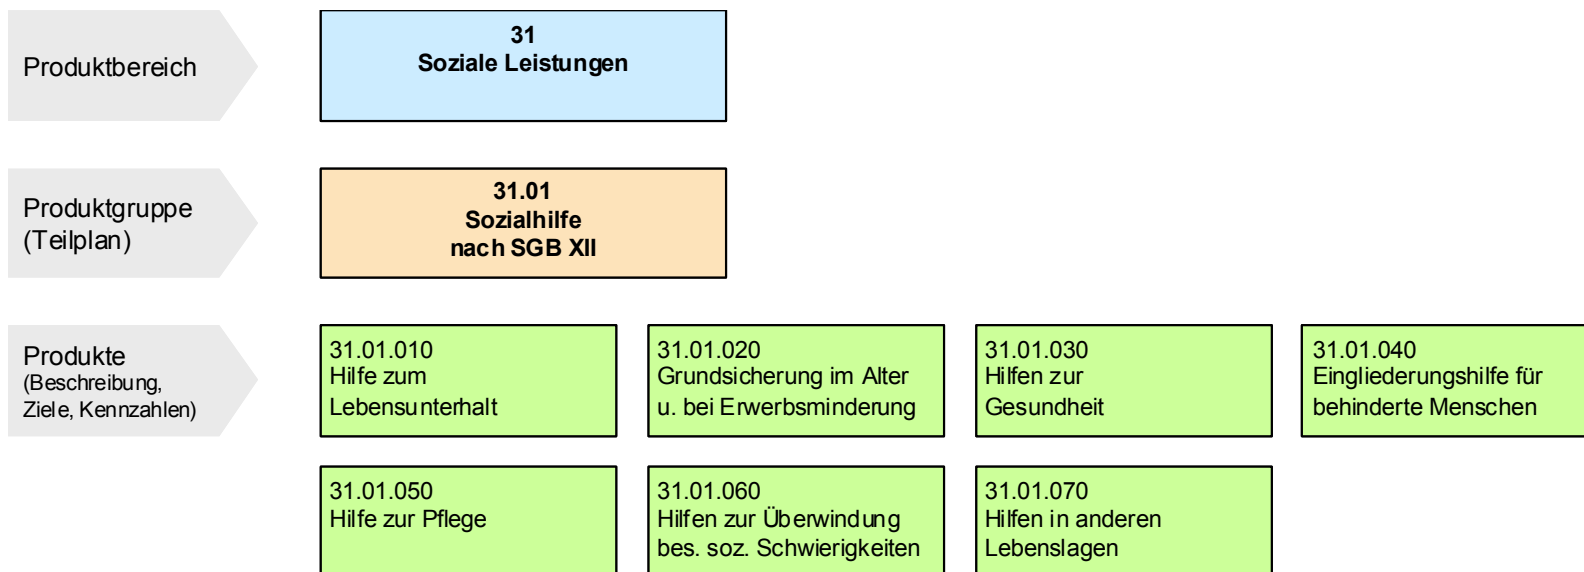 Produktbereich
31
Soziale Leistungen
Produktgruppe
(Teilplan)
31.01
Sozialhilfe
nach SGB XII
Produkte
(Beschreibung,
Ziele, Kennzahlen)
31.01.010
Hilfe zum
Lebensunterhalt
31.01.020
Grundsicherung im Alter
u. bei Erwerbsminderung
31.01.030
Hilfen zur
Gesundheit
31.01.040
Eingliederungshilfe für
behinderte Menschen
31.01.050
Hilfe zur Pflege
31.01.060
Hilfen zur Überwindung
bes. soz. Schwierigkeiten
31.01.070
Hilfen in anderen
Lebenslagen